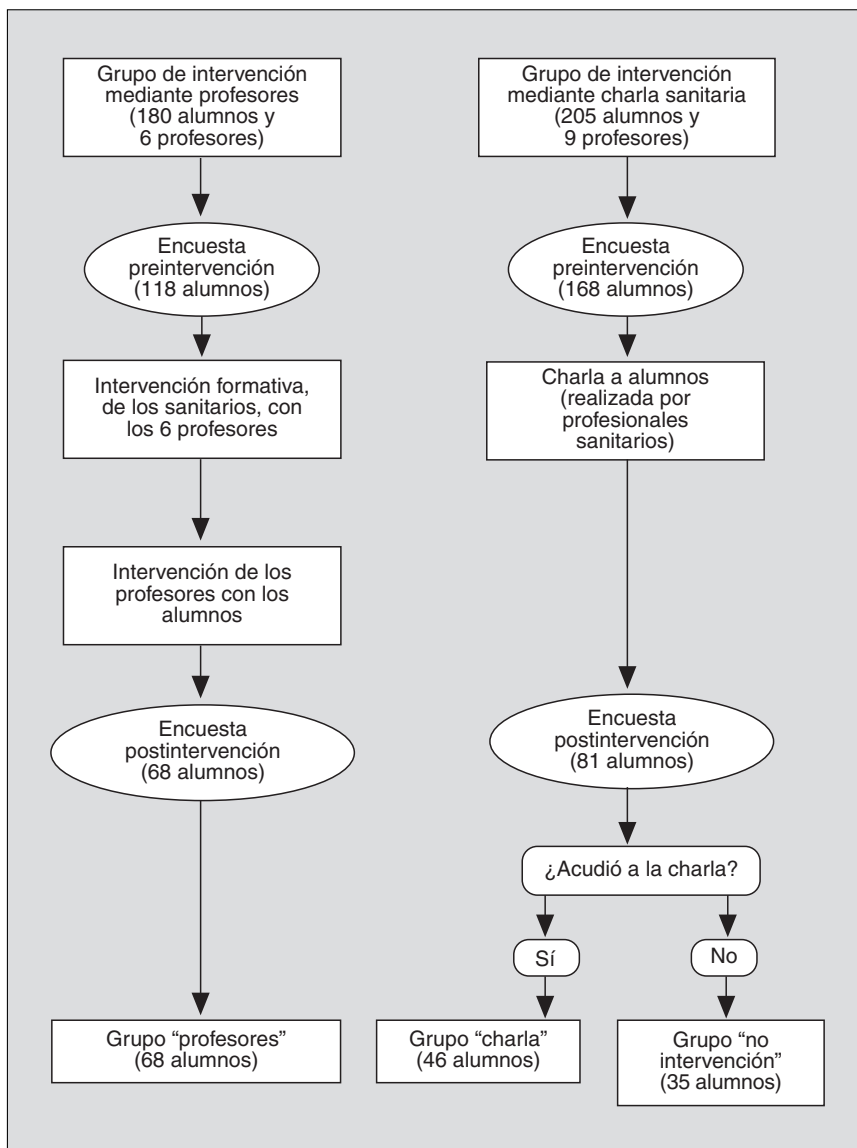 Grupo de intervención
mediante profesores
(180 alumnos y
6 profesores)
Encuesta
preintervención
(118 alumnos)
Intervención formativa,
de los sanitarios, con
los 6 profesores
Intervención de los
profesores con los
alumnos
Encuesta
postintervención
(68 alumnos)
Grupo “profesores”
(68 alumnos)
Grupo de intervención
mediante charla sanitaria
(205 alumnos y
9 profesores)
Encuesta
preintervención
(168 alumnos)
Charla a alumnos
(realizada por
profesionales
sanitarios)
Encuesta
postintervención
(81 alumnos)
¿Acudió a la charla?
Sí
No
Grupo “charla”
(46 alumnos)
Grupo “no
intervención”
(35 alumnos)